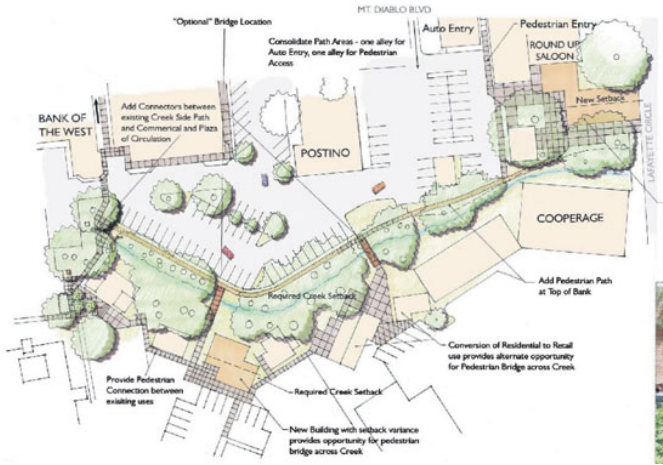 MT. DIABLO BLVD
"Optional" Bridge Location
Auto Entry
Pedestrian Entry
Consolidate Path Areas - one alley for
Auto Entry, one alley for Pedestrian
Access
ROUND UP
SALOON
New Setback
LAFAYETTE CIRCLE
BANK OF
THE WEST
Add Connectors between
existing Creek Side Path
and Commerical and Plaza
of Circulation
POSTINO
COOPERAGE
Required Creek Setback
Add Pedestrian Path
at Top of Bank
Conversion of Residential to Retail
use provides alternate opportunity
for Pedestrian Bridge across Creek
Provide Pedestrian
Connection between
exisiting uses
Required Creek Setback
New Building with setback variance
provides opportunity for pedestrian
bridge across Creek